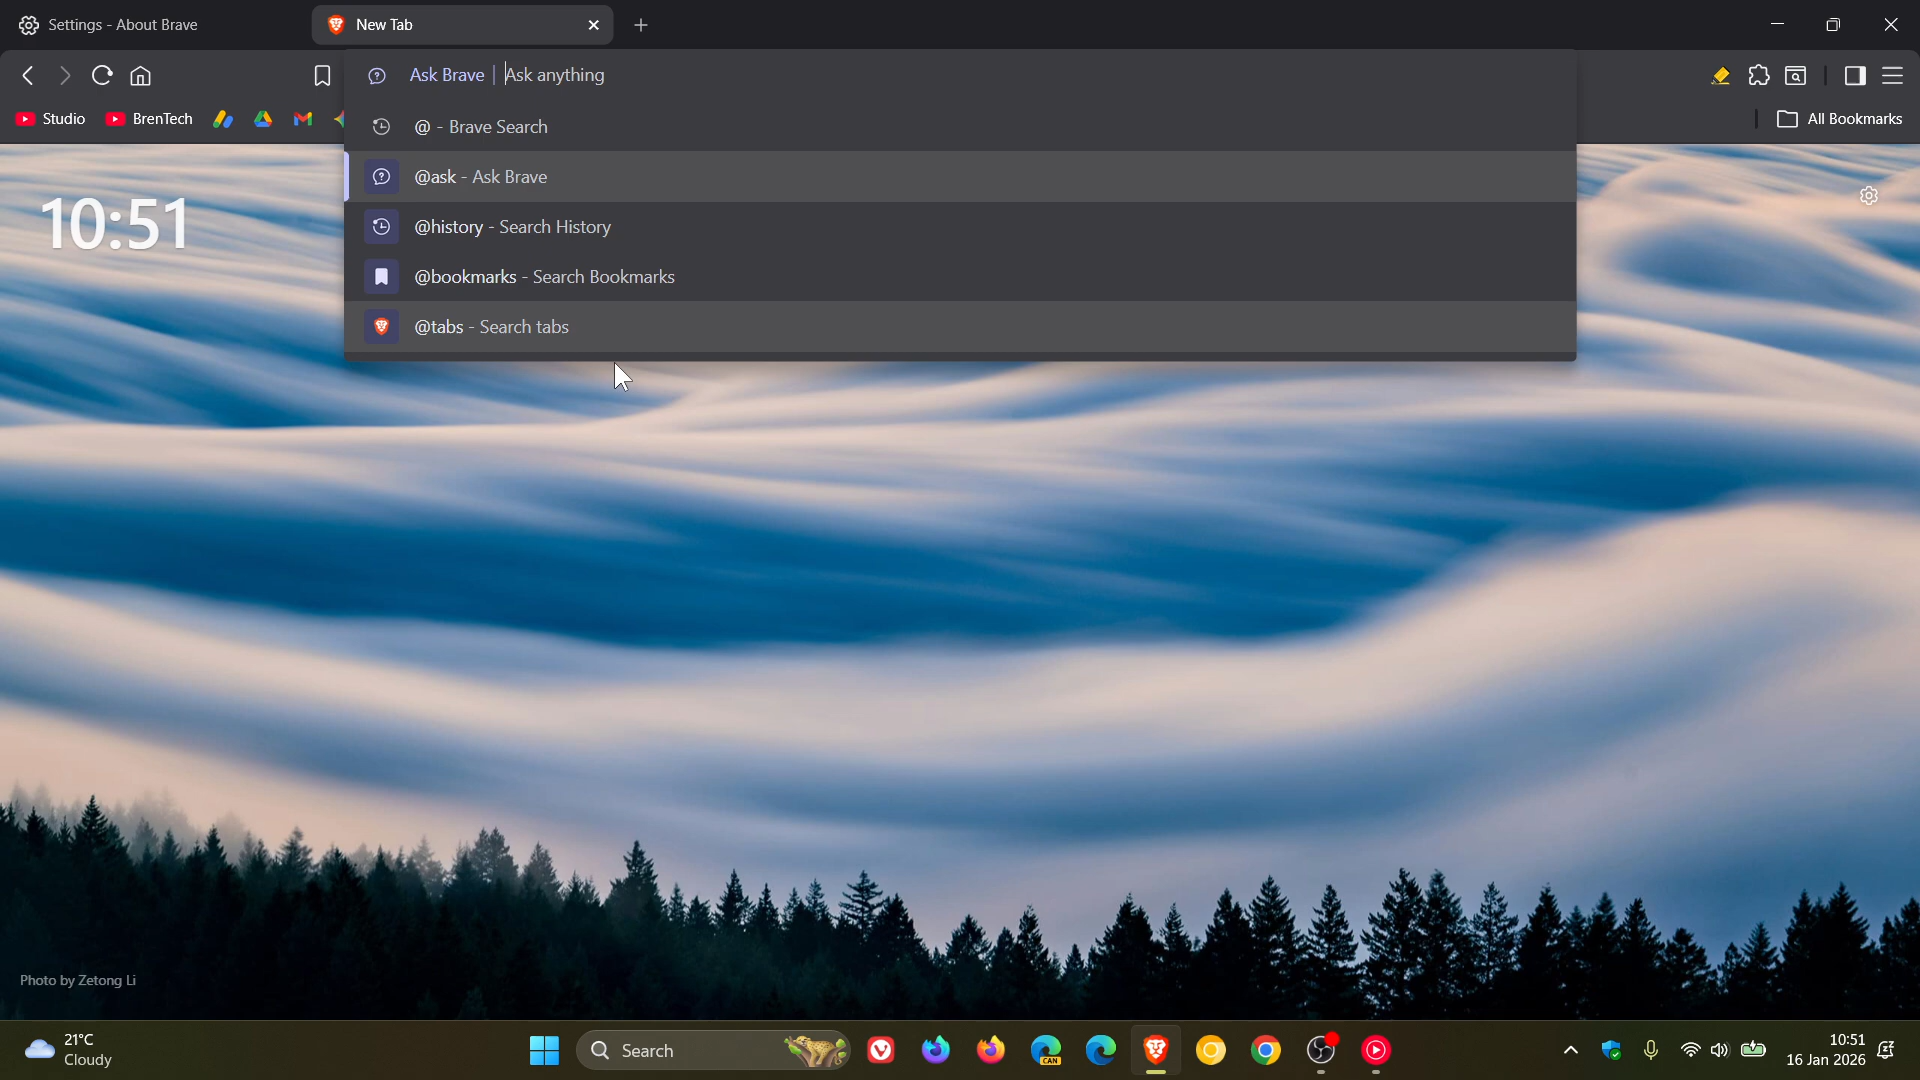 Settings - About Brave
New Tab
Ask Brave | Ask anything
Studio
BrenTech
All Bookmarks
@ - Brave Search
@ask - Ask Brave
@history - Search History
@bookmarks - Search Bookmarks
@tabs - Search tabs
10:51
Photo by Zetong Li
21°C
Cloudy
Search
CAN
10:51
16 Jan 2026